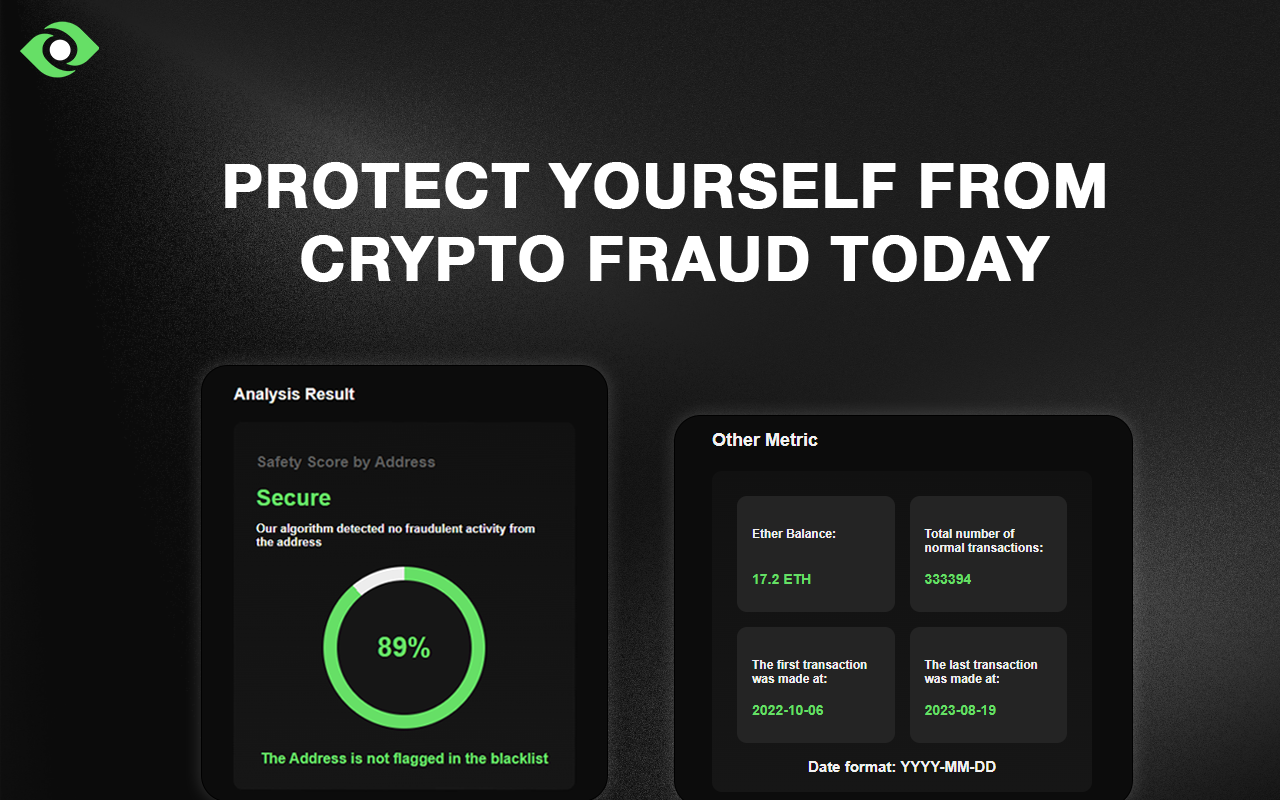 PROTECT YOURSELF FROM
CRYPTO FRAUD TODAY
Analysis Result
Safety Score by Address
Secure
Our algorithm detected no fraudulent activity from
the address
89%
The Address is not flagged in the blacklist
Other Metric
Ether Balance:
17.2 ETH
Total number of
normal transactions:
333394
The first transaction
was made at:
2022-10-06
The last transaction
was made at:
2023-08-19
Date format: YYYY-MM-DD